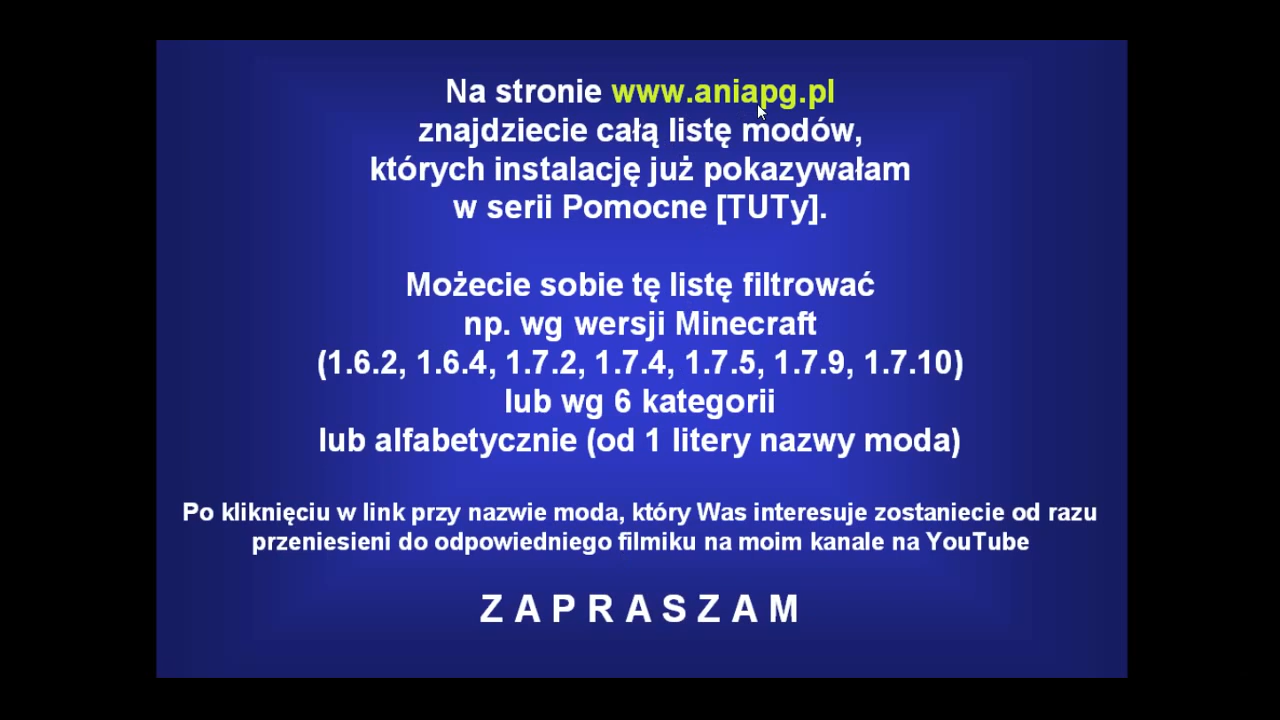 Na stronie www.aniapg.pl
znajdziecie całą listę modów,
których instalację już pokazywałam
w serii Pomocne [TUTy].
Możecie sobie tę listę filtrować
np. wg wersji Minecraft
(1.6.2, 1.6.4, 1.7.2, 1.7.4, 1.7.5, 1.7.9, 1.7.10)
lub wg 6 kategorii
lub alfabetycznie (od 1 litery nazwy moda)
Po kliknięciu w link przy nazwie moda, który Was interesuje zostaniecie od razu
przeniesieni do odpowiedniego filmiku na moim kanale na YouTube
Z A P R A S Z A M